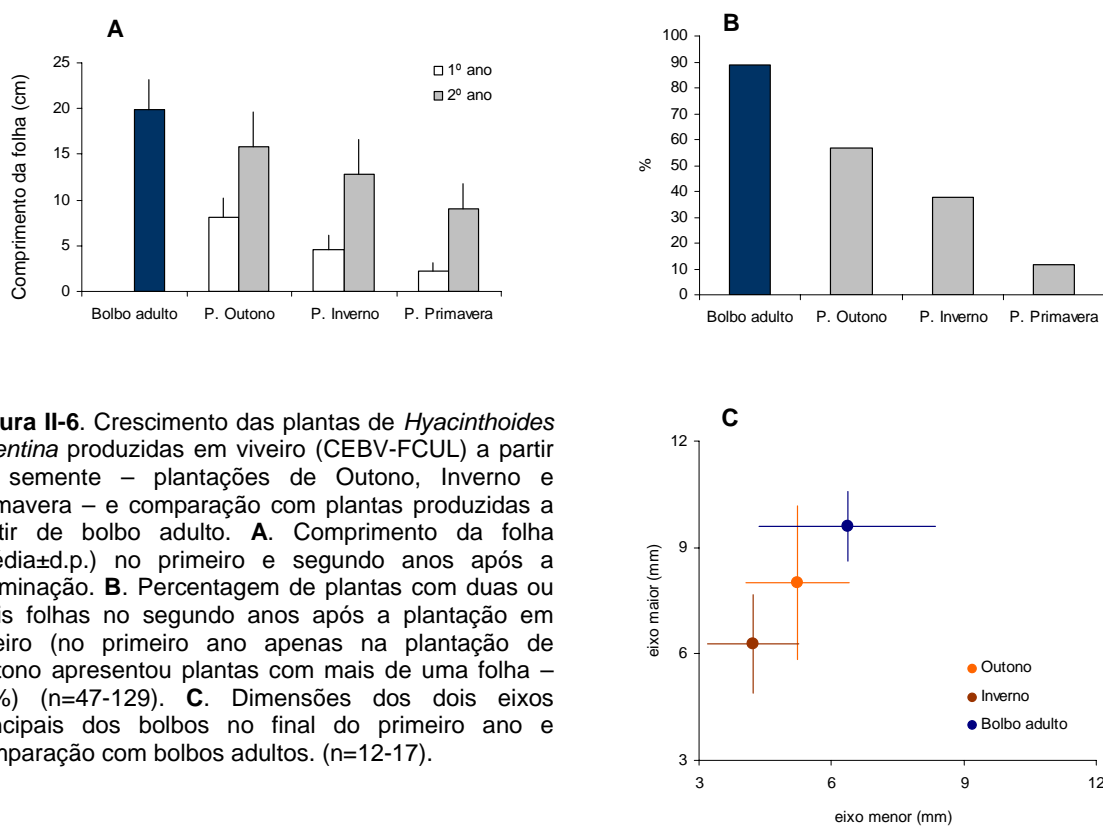 A
Comprimento da folha (cm)
25
20
15
10
5
0
1º ano
2º ano
Bolbo adulto P. Outono P. Inverno P. Primavera
B
%
100
90
80
70
60
50
40
30
20
10
0
Bolbo adulto P. Outono P. Inverno P. Primavera
ura II-6. Crescimento das plantas de Hyacinthoides
entina produzidas em viveiro (CEBV-FCUL) a partir
semente – plantações de Outono, Inverno e
mavera – e comparação com plantas produzidas a
tir de bolbo adulto. A. Comprimento da folha
édia±d.p.) no primeiro e segundo anos após a
minação. B. Percentagem de plantas com duas ou
is folhas no segundo anos após a plantação em
eiro (no primeiro ano apenas na plantação de
tono apresentou plantas com mais de uma folha –
%) (n=47-129). C. Dimensões dos dois eixos
ncipais dos bolbos no final do primeiro ano e
mparação com bolbos adultos. (n=12-17).
C
eixo maior (mm)
12
9
6
3
Outono
Inverno
Bolbo adulto
3 6 9 12
eixo menor (mm)